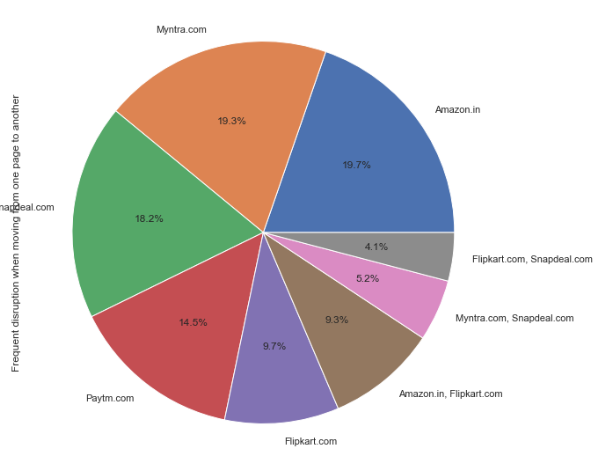 Myntra.com
Amazon.in
19.3%
19.7%
Frequent disruption when moving from one page to another
napdeal.com
18.2%
4.1%
Flipkart.com, Snapdeal.com
5.2%
Myntra.com, Snapdeal.com
14.5%
9.3%
9.7%
Amazon.in, Flipkart.com
Paytm.com
Flipkart.com